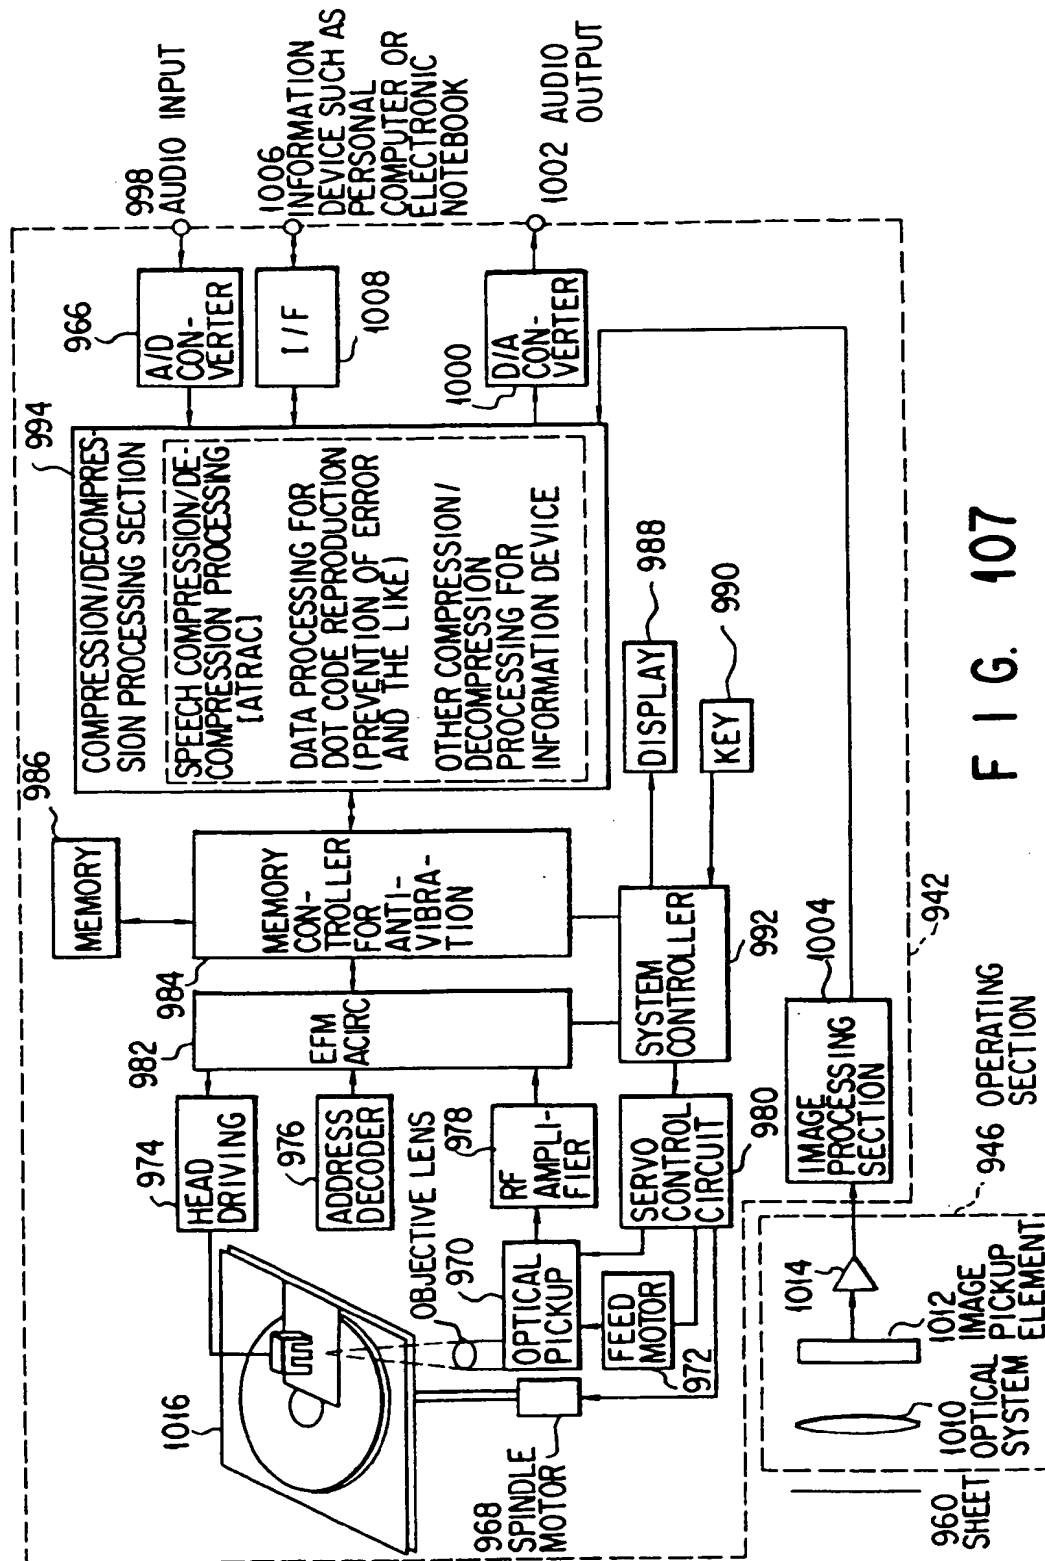 998 AUDIO INPUT
1006
INFORMATION
DEVICE SUCH AS
PERSONAL
COMPUTER OR
ELECTRONIC
NOTEBOOK
1002 AUDIO
OUTPUT
966
A/D
CON-
VERTER
I/F
1008
1000
D/A
CON-
VERTER
994
COMPRESSION/DECOMPRES-
SION PROCESSING SECTION
SPEECH COMPRESSION/DE-
COMPRESSION PROCESSING
[ATRAC]
DATA PROCESSING FOR
DOT CODE REPRODUCTION
(PREVENTION OF ERROR
AND THE LIKE)
OTHER COMPRESSION/
DECOMPRESSION
PROCESSING FOR
INFORMATION DEVICE
986
MEMORY
984
MEMORY
CON-
TROLLER
FOR
ANTI-
VIBRA-
TION
DISPLAY
988
KEY
990
982
EFM
ACIRC
SYSTEM
CONTROLLER
992
974
HEAD
DRIVING
976
ADDRESS
DECODER
978
RF
AMPLI-
FIER
SERVO
CONTROL
CIRCUIT
980
IMAGE
PROCESSING
SECTION
1004
942
1016
OBJECTIVE LENS
970
OPTICAL
PICKUP
FEED
MOTOR
972
968
SPINDLE
MOTOR
946 OPERATING
SECTION
1014
1012
IMAGE
PICKUP
ELEMENT
1010
OPTICAL
SYSTEM
960
SHEET
FIG. 107